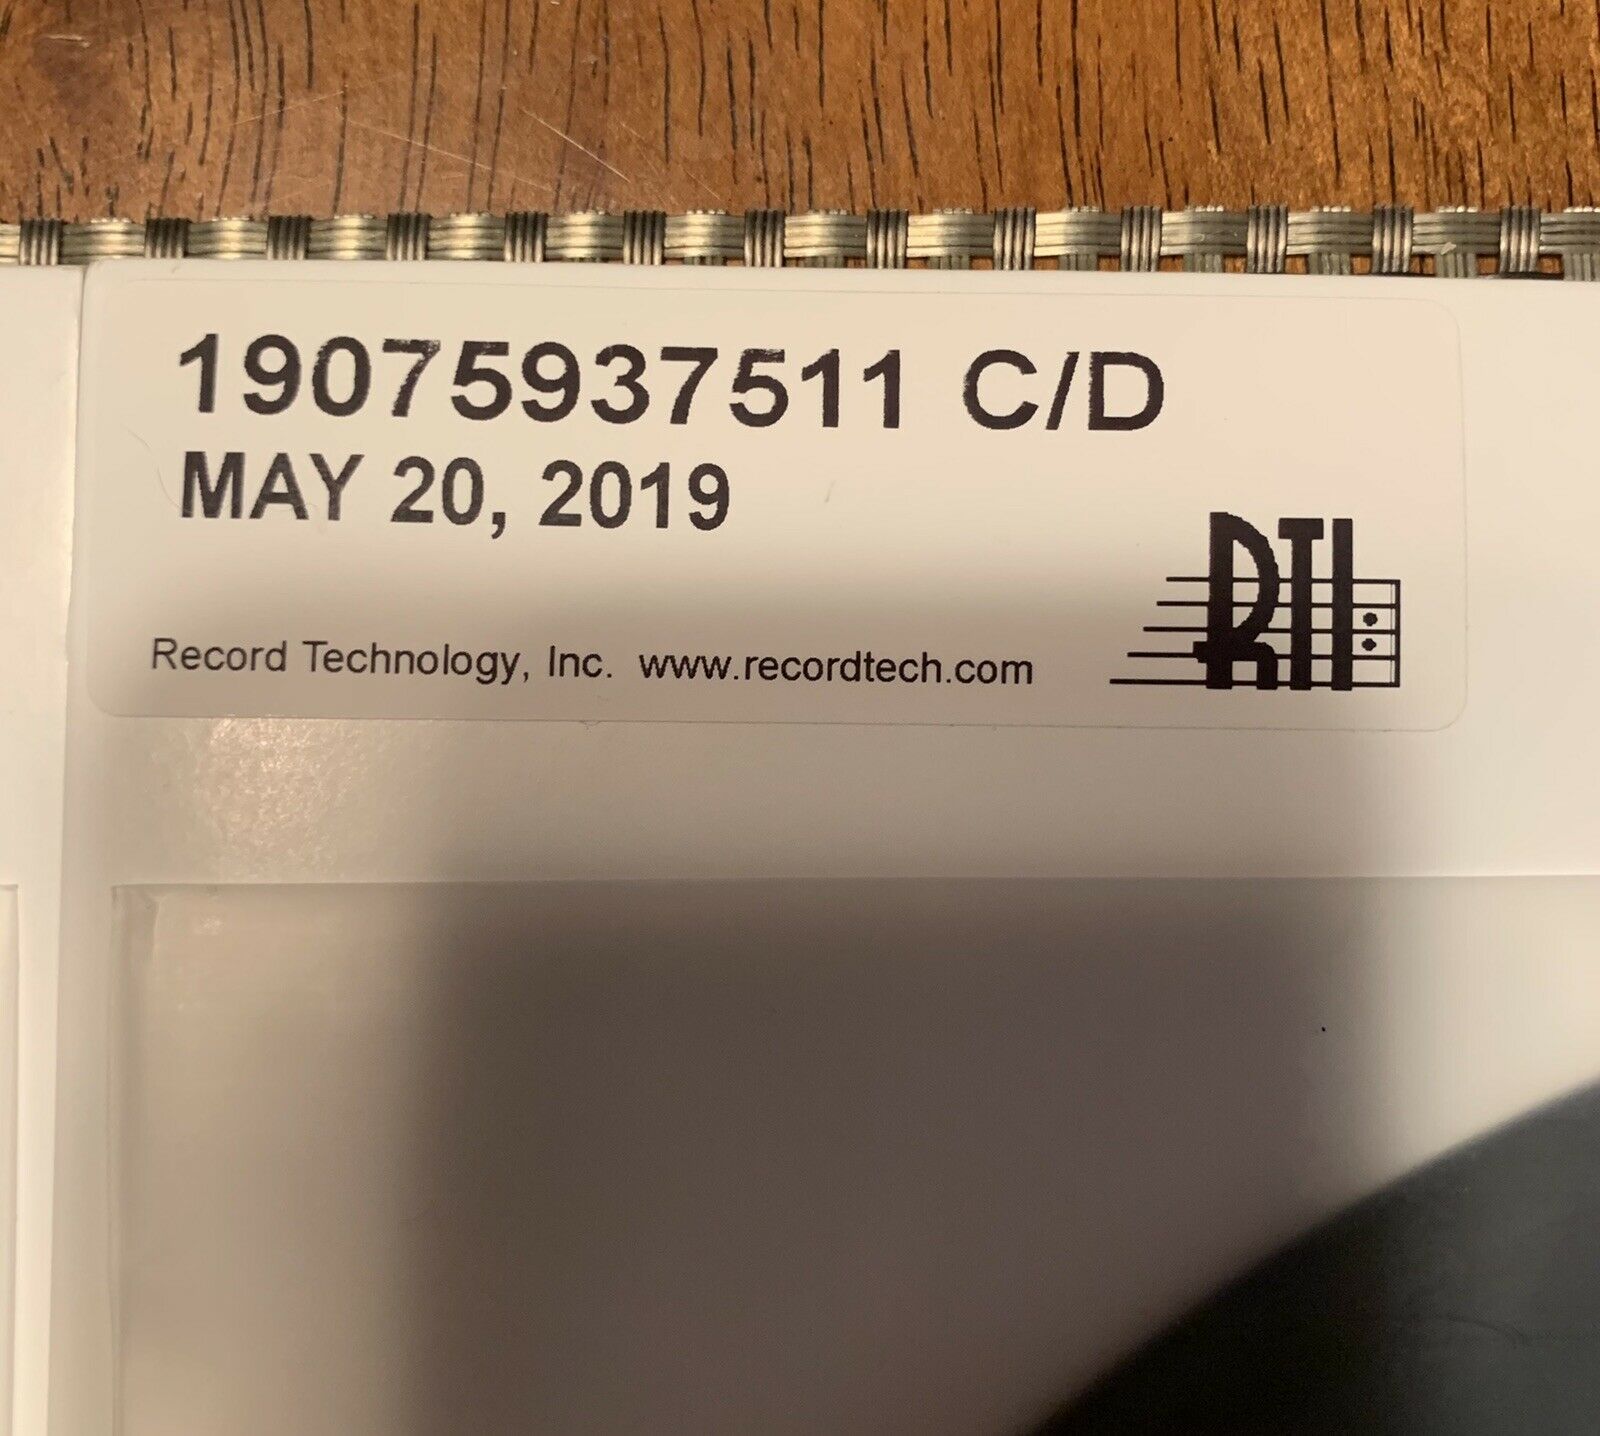 19075937511 C/D
MAY 20, 2019
RTI
Record Technology, Inc. www.recordtech.com